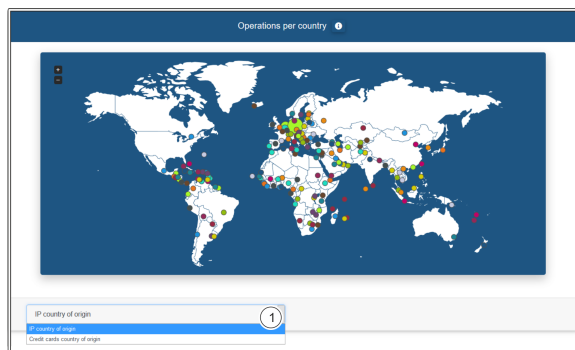 Operations per country i
+
−
IP country of origin
1
IP country of origin
Credit cards country of origin